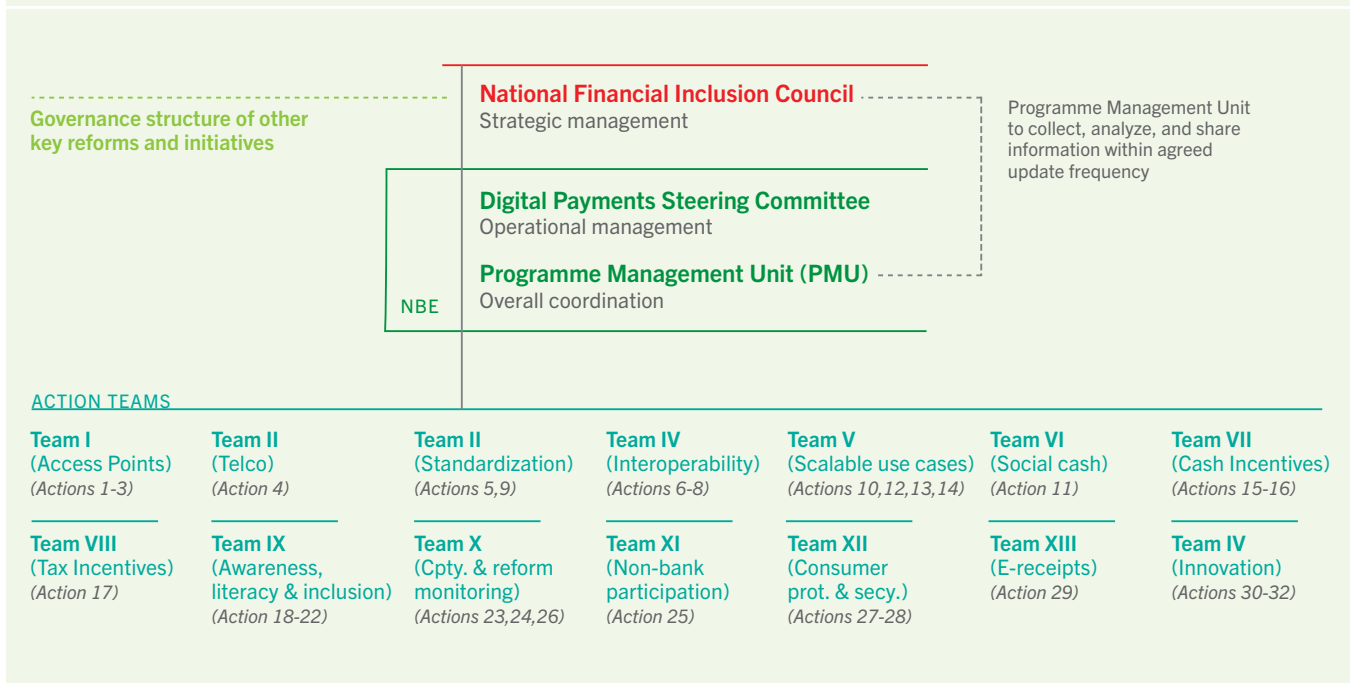 Governance structure of other
key reforms and initiatives
National Financial Inclusion Council
Strategic management
Programme Management Unit
to collect, analyze, and share
information within agreed
update frequency
Digital Payments Steering Committee
Operational management
Programme Management Unit (PMU)
Overall coordination
NBE
ACTION TEAMS
Team I
(Access Points)
(Actions 1-3)
Team II
(Telco)
(Action 4)
Team II
(Standardization)
(Actions 5,9)
Team IV
(Interoperability)
(Actions 6-8)
Team V
(Scalable use cases)
(Actions 10,12,13,14)
Team VI
(Social cash)
(Action 11)
Team VII
(Cash Incentives)
(Actions 15-16)
Team VIII
(Tax Incentives)
(Action 17)
Team IX
(Awareness,
literacy & inclusion)
(Action 18-22)
Team X
(Cpty. & reform
monitoring)
(Actions 23,24,26)
Team XI
(Non-bank
participation)
(Action 25)
Team XII
(Consumer
prot. & secy.)
(Actions 27-28)
Team XIII
(E-receipts)
(Action 29)
Team IV
(Innovation)
(Actions 30-32)